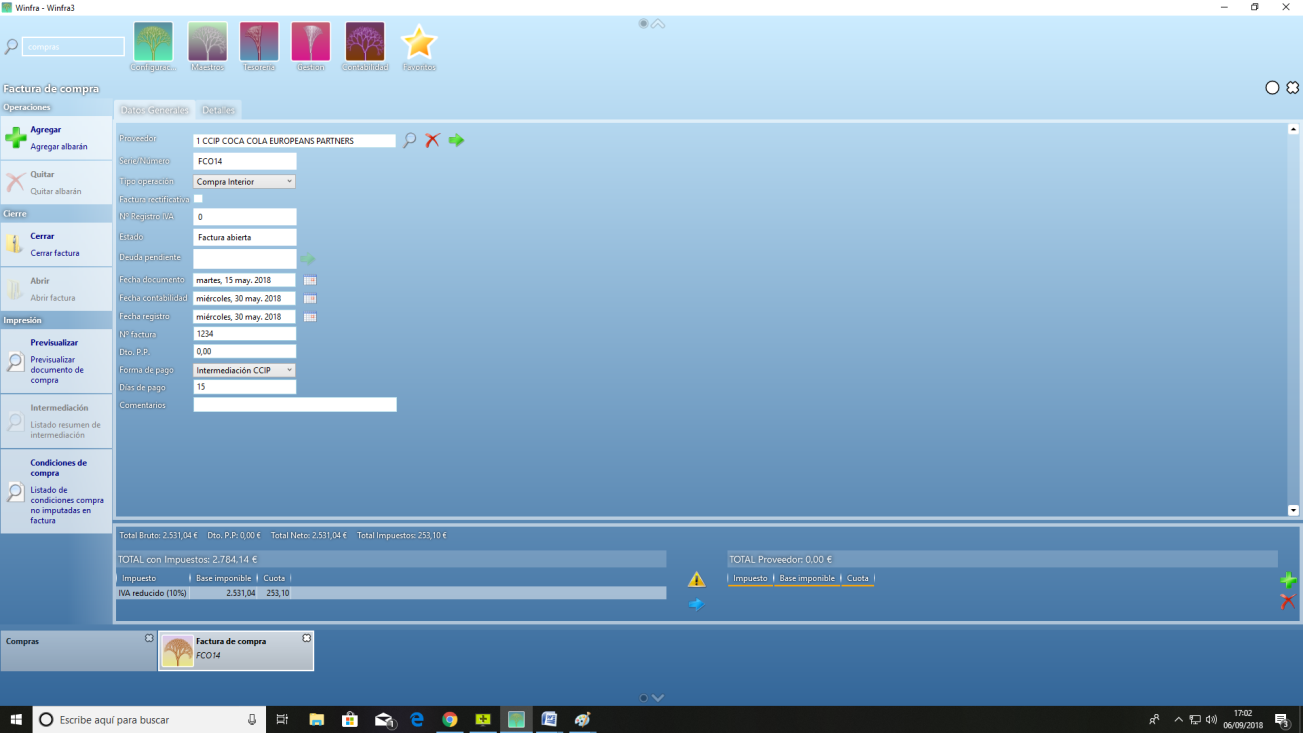 Winfra - Winfra3
compras
Configurac... Maestros Tesorería Gestión Contabilidad Favoritos
Factura de compra
Operaciones
Agregar
Agregar albarán
Quitar
Quitar albarán
Cierre
Cerrar
Cerrar factura
Abrir
Abrir factura
Impresión
Previsualizar
Previsualizar
documento de
compra
Intermediación
Listado resumen de
intermediación
Condiciones de
compra
Listado de
condiciones compra
no imputadas en
factura
Datos Generales Detalles
Proveedor 1 CCIP COCA COLA EUROPEANS PARTNERS
Serie/Número FCO14
Tipo operación Compra Interior
Factura rectificativa
Nº Registro IVA 0
Estado Factura abierta
Deuda pendiente
Fecha documento martes, 15 may. 2018
Fecha contabilidad miércoles, 30 may. 2018
Fecha registro miércoles, 30 may. 2018
Nº factura 1234
Dto. P.P. 0,00
Forma de pago Intermediación CCIP
Días de pago 15
Comentarios
Total Bruto: 2.531,04 € Dto. P.P: 0,00 € Total Neto: 2.531,04 € Total Impuestos: 253,10 €
TOTAL con Impuestos: 2.784,14 €
Impuesto Base imponible Cuota
IVA reducido (10%) 2.531,04 253,10
TOTAL Proveedor: 0,00 €
Impuesto Base imponible Cuota
Compras
Factura de compra
FCO14
Escribe aquí para buscar
1
17:02
06/09/2018
3